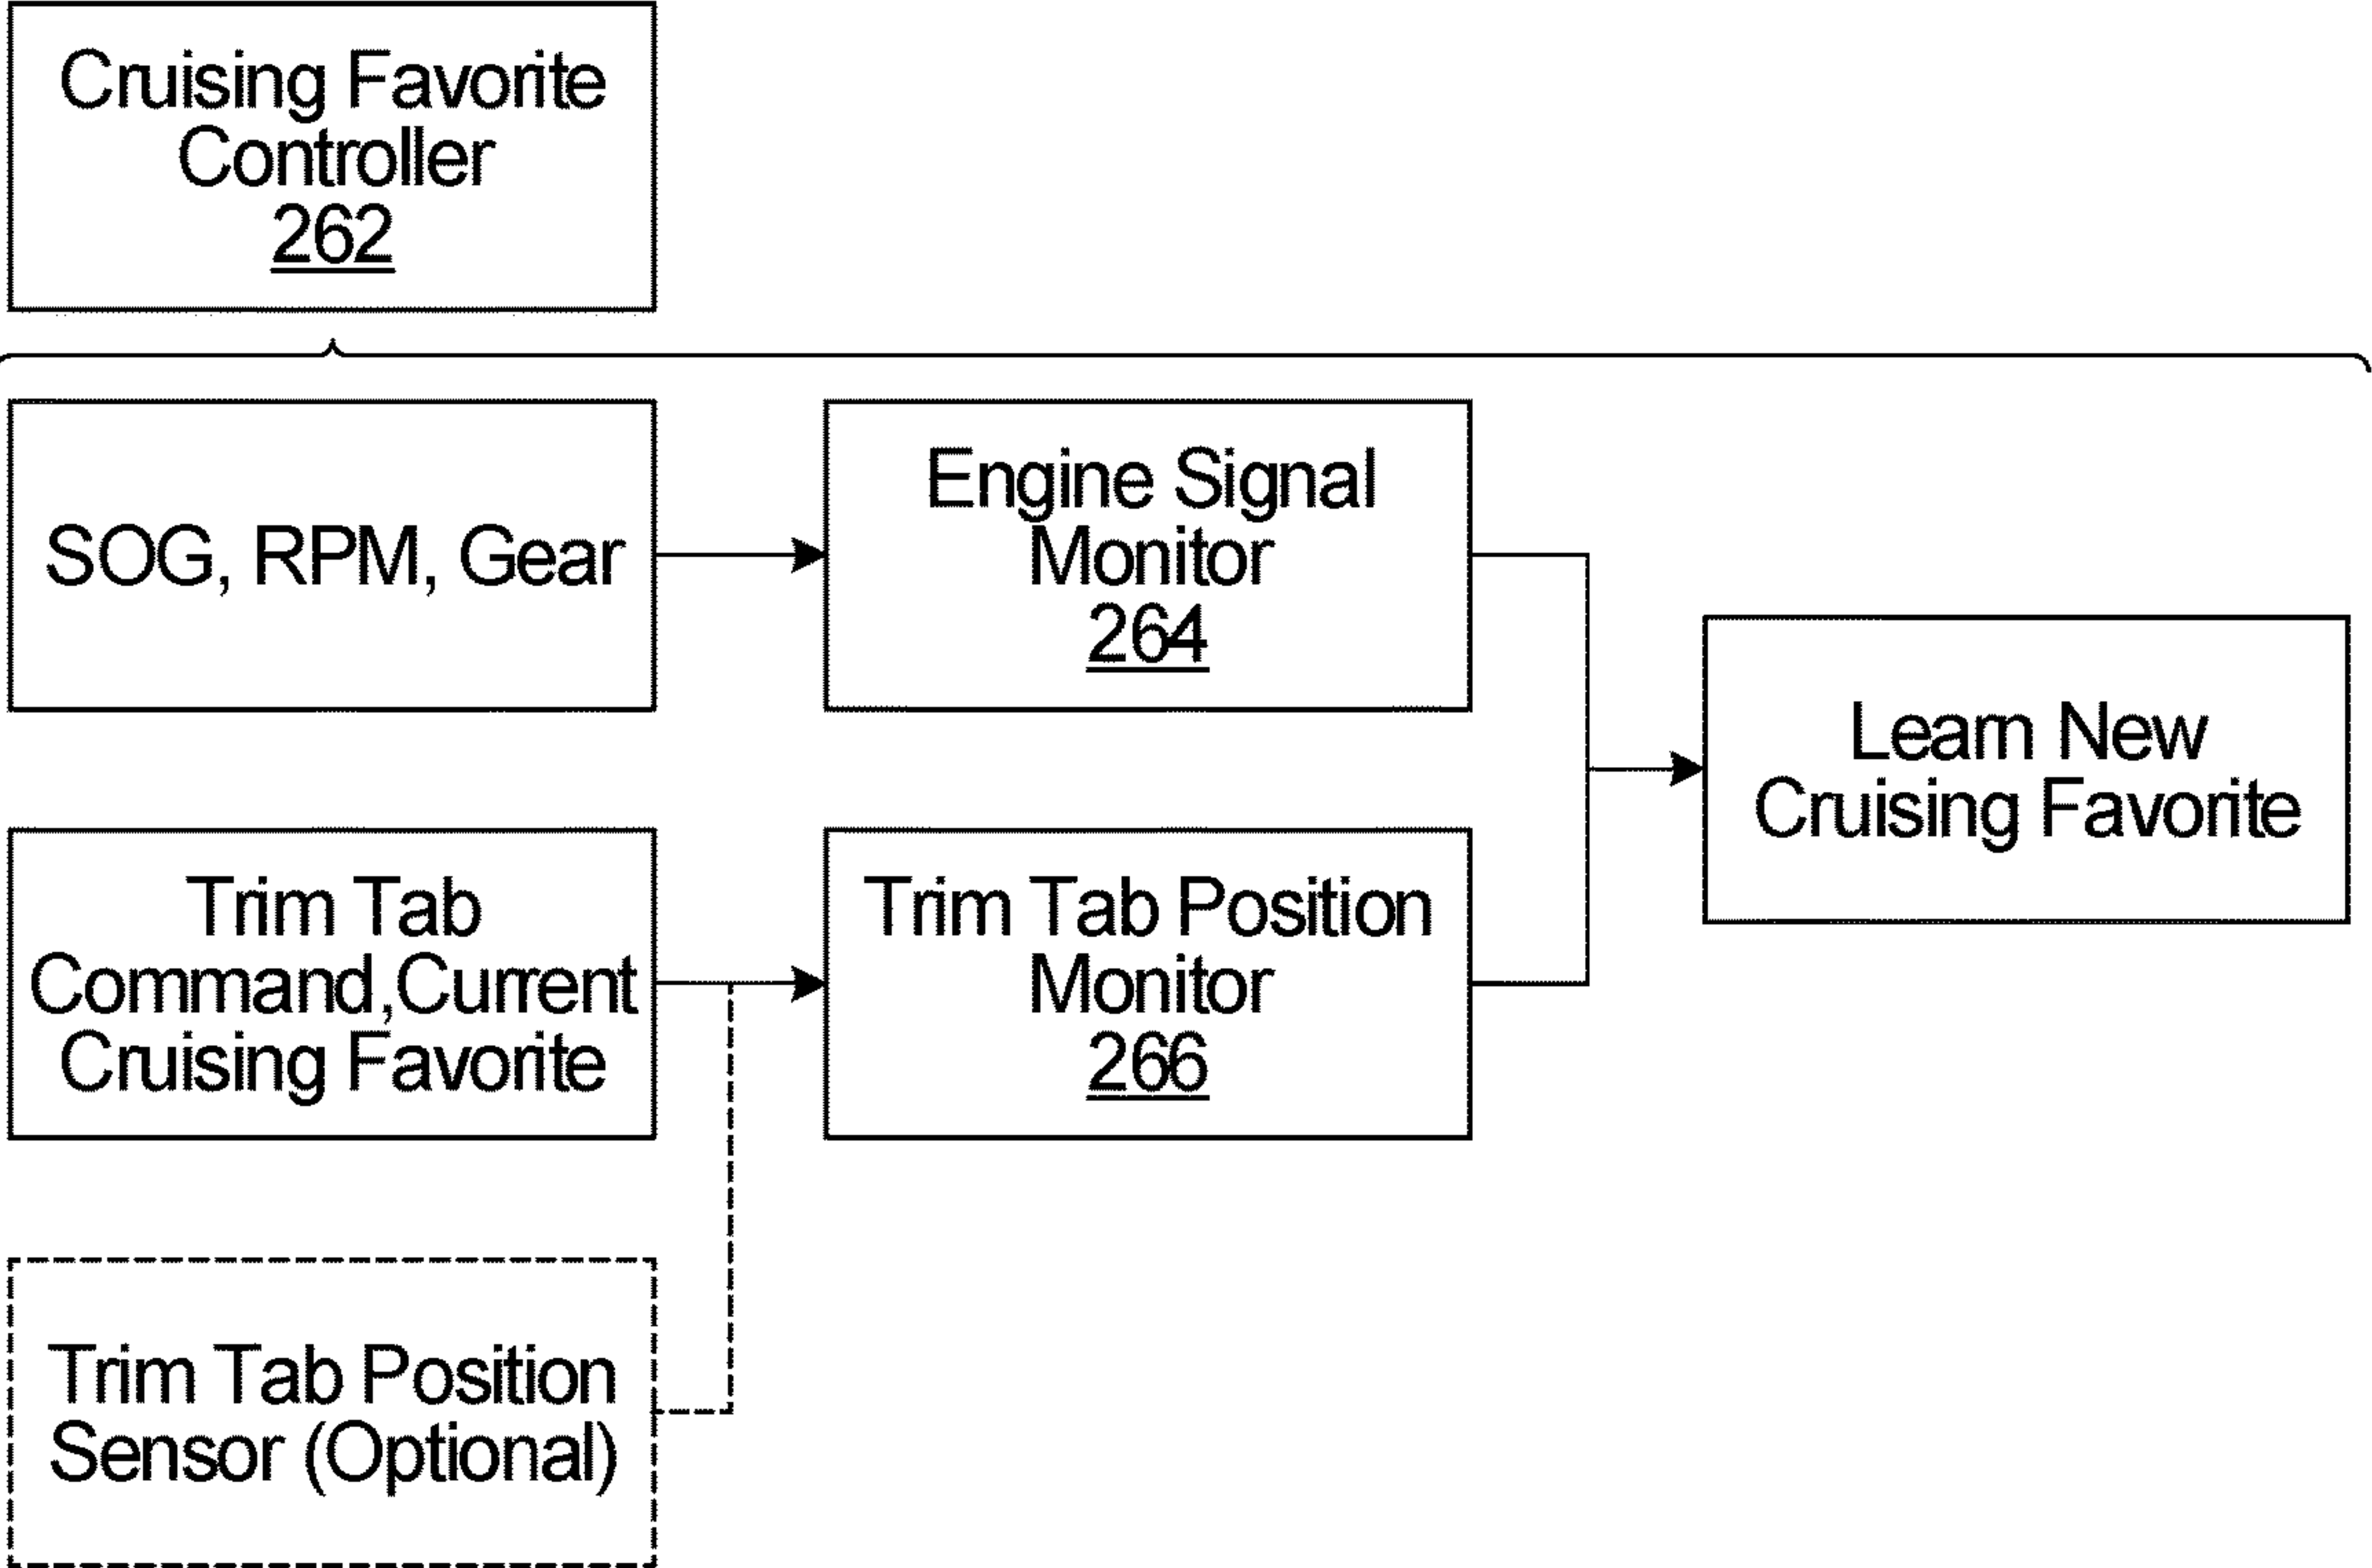 Cruising Favorite
Controller
262
SOG, RPM, Gear
Engine Signal
Monitor
264
Learn New
Cruising Favorite
Trim Tab
Command,Current
Cruising Favorite
Trim Tab Position
Monitor
266
Trim Tab Position
Sensor (Optional)